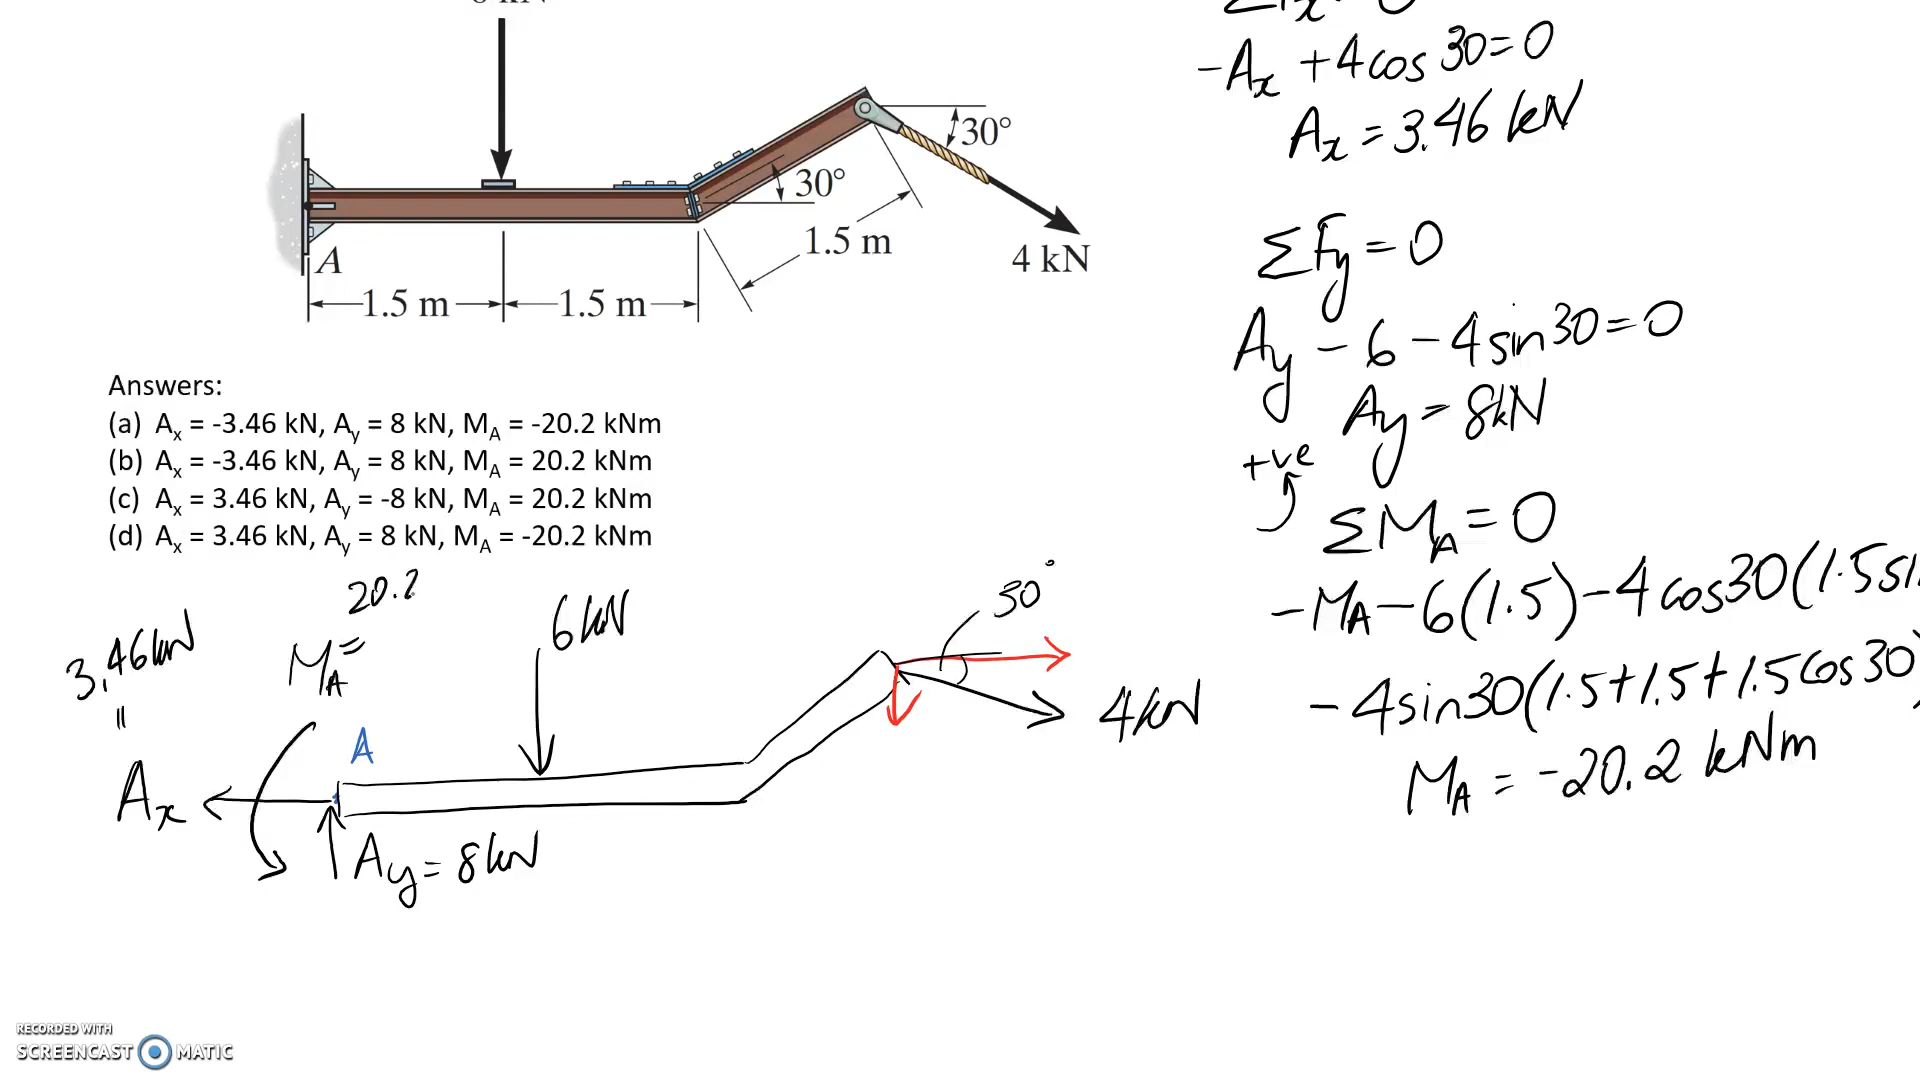 30°
30°
1.5 m
4 kN
A
1.5 m
1.5 m
Answers:
(a) Ax = -3.46 kN, Ay = 8 kN, MA = -20.2 kNm
(b) Ax = -3.46 kN, Ay = 8 kN, MA = 20.2 kNm
(c) Ax = 3.46 kN, Ay = -8 kN, MA = 20.2 kNm
(d) Ax = 3.46 kN, Ay = 8 kN, MA = -20.2 kNm
20.2
MA =
3.46kN
"
Ax
A
6kN
30°
4kN
Ay = 8kN
-Ax + 4cos 30 = 0
Ax = 3.46 kN
ΣFy = 0
Ay - 6 - 4sin30 = 0
Ay = 8kN
+ve
ΣMA = 0
-MA - 6(1.5) - 4cos30(1.5si
-4sin30(1.5+1.5+1.5cos30)
MA = -20.2 kNm
RECORDED WITH
SCREENCAST MATIC